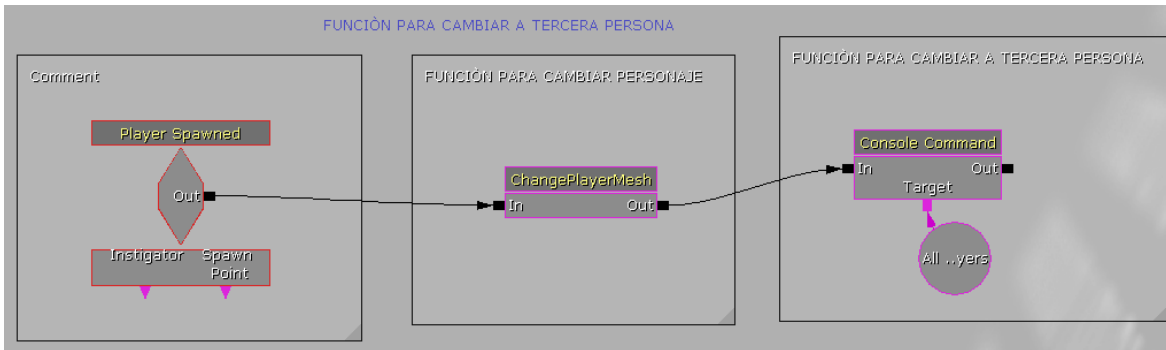 FUNCIÒN PARA CAMBIAR A TERCERA PERSONA
Comment
Player Spawned
Out
Instigator Spawn
Point
FUNCIÒN PARA CAMBIAR PERSONAJE
ChangePlayerMesh
In Out
FUNCIÒN PARA CAMBIAR A TERCERA PERSONA
Console Command
In Out
Target
All ..yers